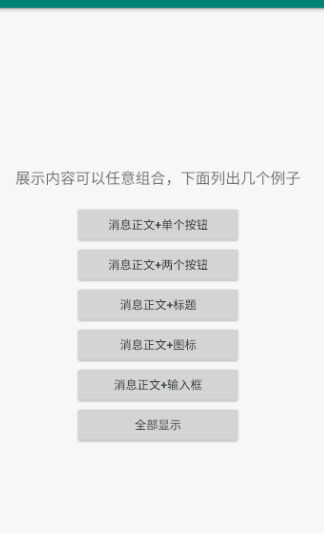 展示内容可以任意组合，下面列出几个例子
消息正文+单个按钮
消息正文+两个按钮
消息正文+标题
消息正文+图标
消息正文+输入框
全部显示